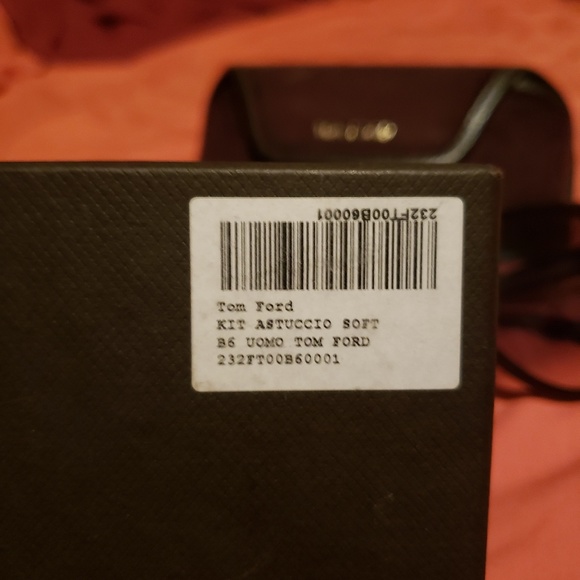 232FT00B60001
Tom Ford
KIT ASTUCCIO SOFT
B6 UOMO TOM FORD
232FT00B60001